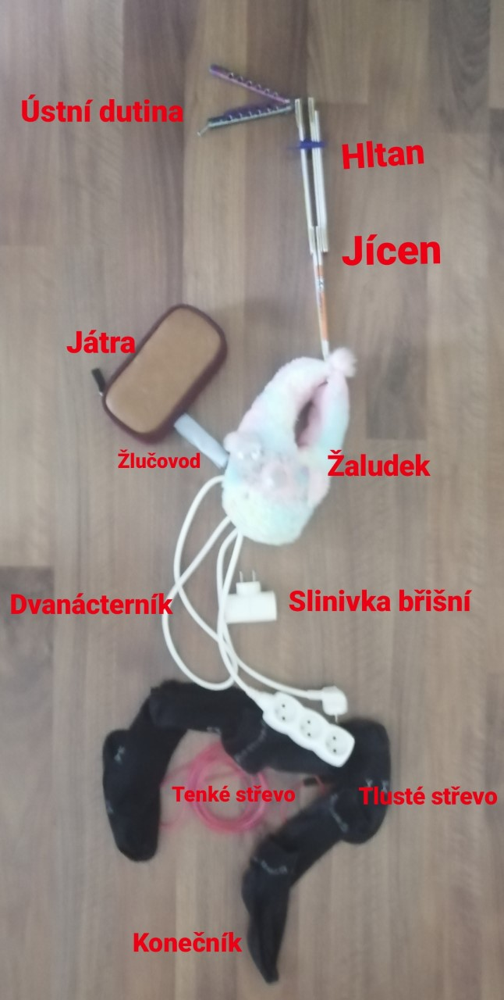 Ústní dutina
Hltan
Jícen
Játra
Žlučovod
Žaludek
Dvanácterník
Slinivka břišní
Tenké střevo
Tlusté střevo
Konečník